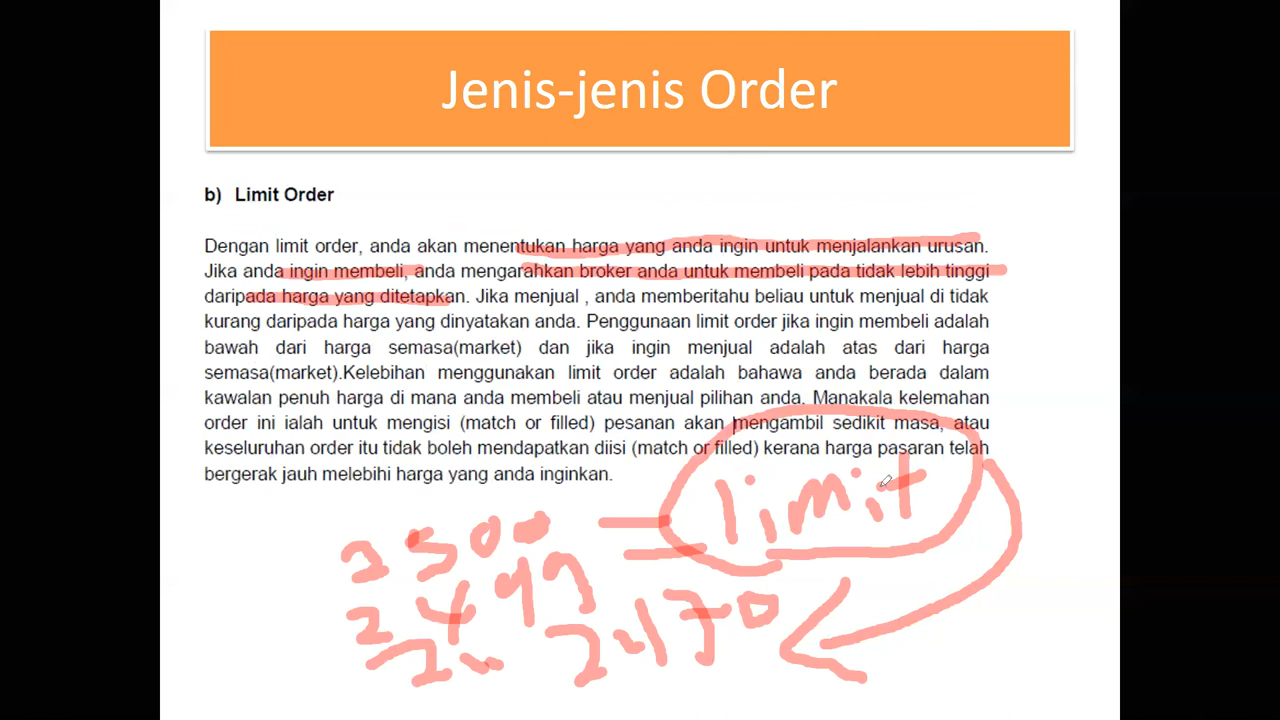 Jenis-jenis Order
b) Limit Order
Dengan limit order, anda akan menentukan harga yang anda ingin untuk menjalankan urusan.
Jika anda ingin membeli, anda mengarahkan broker anda untuk membeli pada tidak lebih tinggi
daripada harga yang ditetapkan. Jika menjual , anda memberitahu beliau untuk menjual di tidak
kurang daripada harga yang dinyatakan anda. Penggunaan limit order jika ingin membeli adalah
bawah dari harga semasa(market) dan jika ingin menjual adalah atas dari harga
semasa(market).Kelebihan menggunakan limit order adalah bahawa anda berada dalam
kawalan penuh harga di mana anda membeli atau menjual pilihan anda. Manakala kelemahan
order ini ialah untuk mengisi (match or filled) pesanan akan mengambil sedikit masa, atau
keseluruhan order itu tidak boleh mendapatkan diisi (match or filled) kerana harga pasaran telah
bergerak jauh melebihi harga yang anda inginkan.
limit
2500